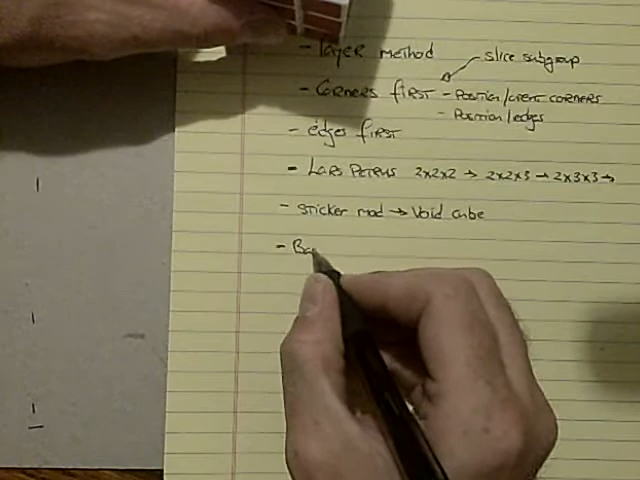 - layer method
slice subgroup
- corners first - Position/orient corners
- Position/edges
- edges first
- Lars Petrus 2x2x2 → 2x2x3 → 2x3x3 →
- sticker mod → Void cube
- Ba